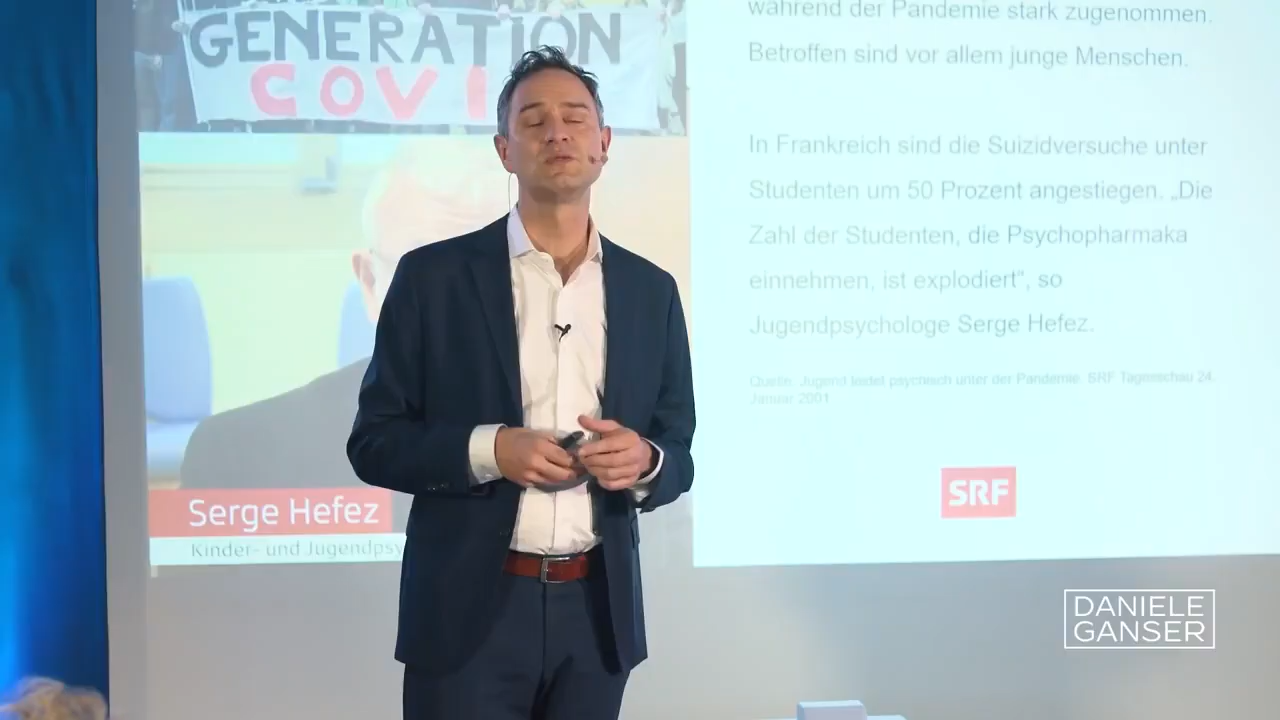 GENERATION
COVI
während der Pandemie stark zugenommen.
Betroffen sind vor allem junge Menschen.
In Frankreich sind die Suizidversuche unter
Studenten um 50 Prozent angestiegen. „Die
Zahl der Studenten, die Psychopharmaka
einnehmen, ist explodiert“, so
Jugendpsychologe Serge Hefez.
Quelle: Jugend leidet psychisch unter der Pandemie. SRF Tagesschau 24.
Januar 2001
SRF
Serge Hefez
Kinder- und Jugendpsy
DANIELE
GANSER